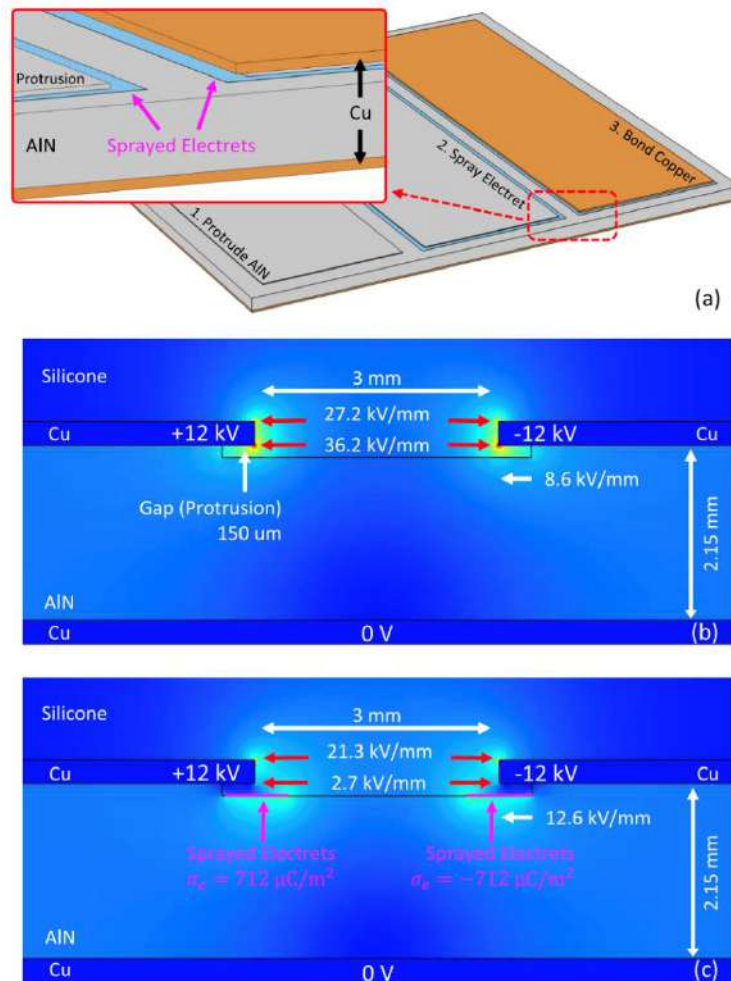 Protrusion
AlN
Sprayed Electrets
Cu
1. Protrude AlN
2. Spray Electret
3. Bond Copper
(a)
Silicone
3 mm
27.2 kV/mm
Cu
+12 kV
-12 kV
Cu
36.2 kV/mm
8.6 kV/mm
Gap (Protrusion)
150 um
2.15 mm
AlN
Cu
0 V
(b)
Silicone
3 mm
21.3 kV/mm
Cu
+12 kV
-12 kV
Cu
2.7 kV/mm
12.6 kV/mm
Sprayed Electrets
σₑ = 712 μC/m²
Sprayed Electrets
σₑ = −712 μC/m²
2.15 mm
AlN
Cu
0 V
(c)